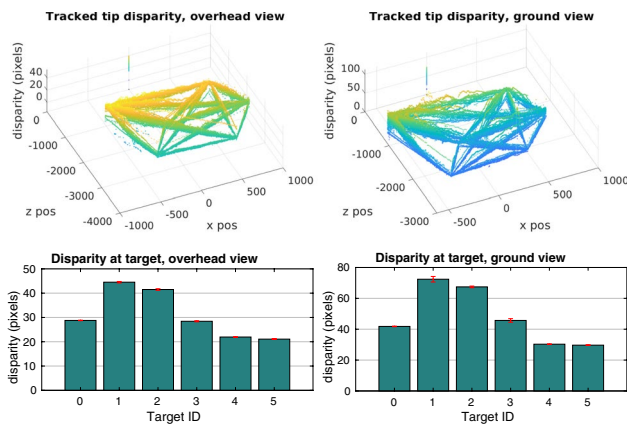 Tracked tip disparity, overhead view
disparity (pixels)
40
20
0
0
-1000
-2000
-3000
-4000
z pos
-1000
-500
0
500
1000
x pos
Tracked tip disparity, ground view
disparity (pixels)
100
50
0
0
-1000
-2000
-3000
z pos
-500
0
500
1000
x pos
Disparity at target, overhead view
disparity (pixels)
50
40
30
20
10
0
0 1 2 3 4 5
Target ID
Disparity at target, ground view
disparity (pixels)
80
60
40
20
0
0 1 2 3 4 5
Target ID